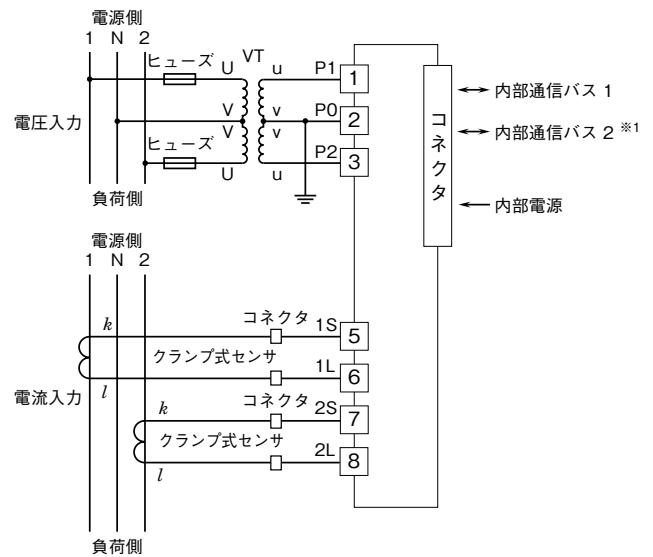 電源側
1 N 2
ヒューズ
VT
U u P1 1
電圧入力
V v P0 2
V v
ヒューズ
U u P2 3
負荷側
コネクタ
内部通信バス 1
内部通信バス 2 ※1
内部電源
電源側
1 N 2
k コネクタ 1S 5
クランプ式センサ
l 1L 6
電流入力
k コネクタ 2S 7
クランプ式センサ
l 2L 8
負荷側